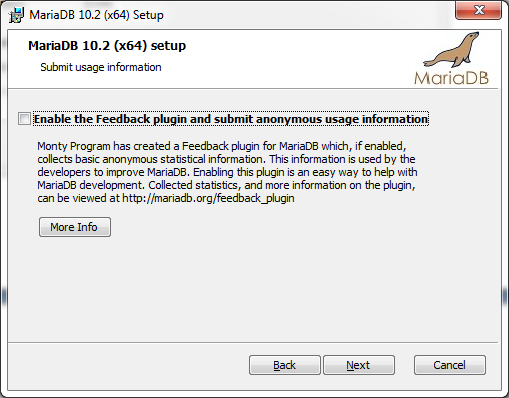 MariaDB 10.2 (x64) Setup
MariaDB 10.2 (x64) setup
Submit usage information
MariaDB
Enable the Feedback plugin and submit anonymous usage information
Monty Program has created a Feedback plugin for MariaDB which, if enabled,
collects basic anonymous statistical information. This information is used by the
developers to improve MariaDB. Enabling this plugin is an easy way to help with
MariaDB development. Collected statistics, and more information on the plugin,
can be viewed at http://mariadb.org/feedback_plugin
More Info
Back Next Cancel